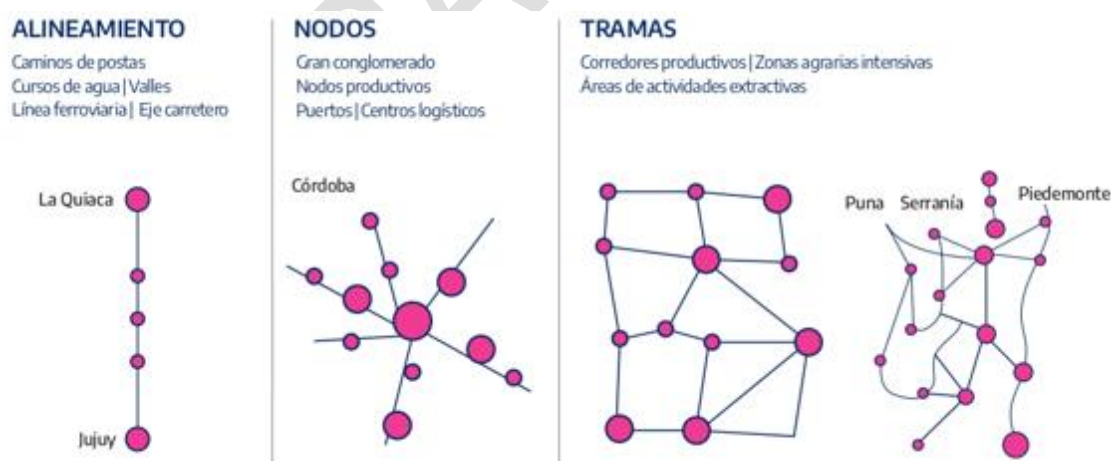 ALINEAMIENTO
Caminos de postas
Cursos de agua | Valles
Línea ferroviaria | Eje carretero
La Quiaca
Jujuy
NODOS
Gran conglomerado
Nodos productivos
Puertos | Centros logísticos
Córdoba
TRAMAS
Corredores productivos | Zonas agrarias intensivas
Áreas de actividades extractivas
Puna Serranía Piedemonte